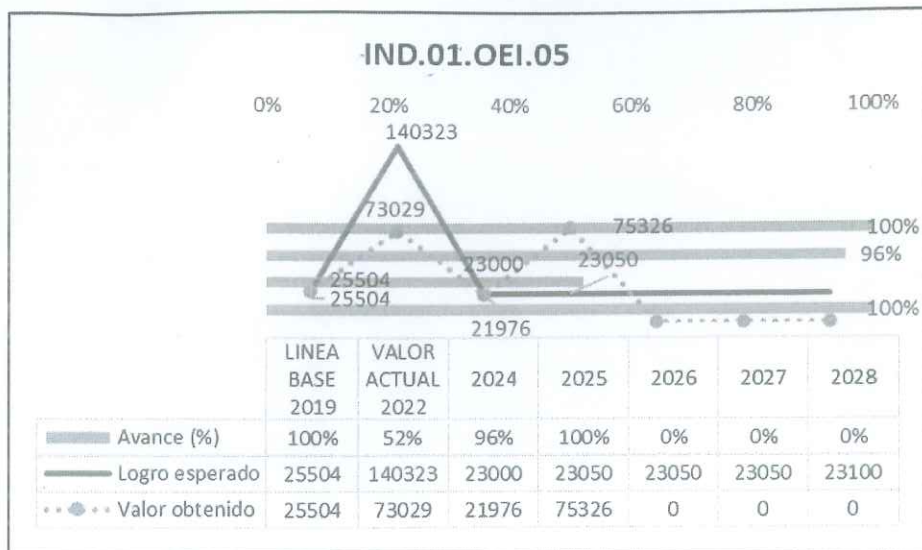 IND.01.OEI.05
0% 20% 40% 60% 80% 100%
140323
73029
75326
100%
96%
23000
23050
25504
25504
100%
21976
LINEA BASE 2019 VALOR ACTUAL 2022 2024 2025 2026 2027 2028
Avance (%) 100% 52% 96% 100% 0% 0% 0%
Logro esperado 25504 140323 23000 23050 23050 23050 23100
Valor obtenido 25504 73029 21976 75326 0 0 0